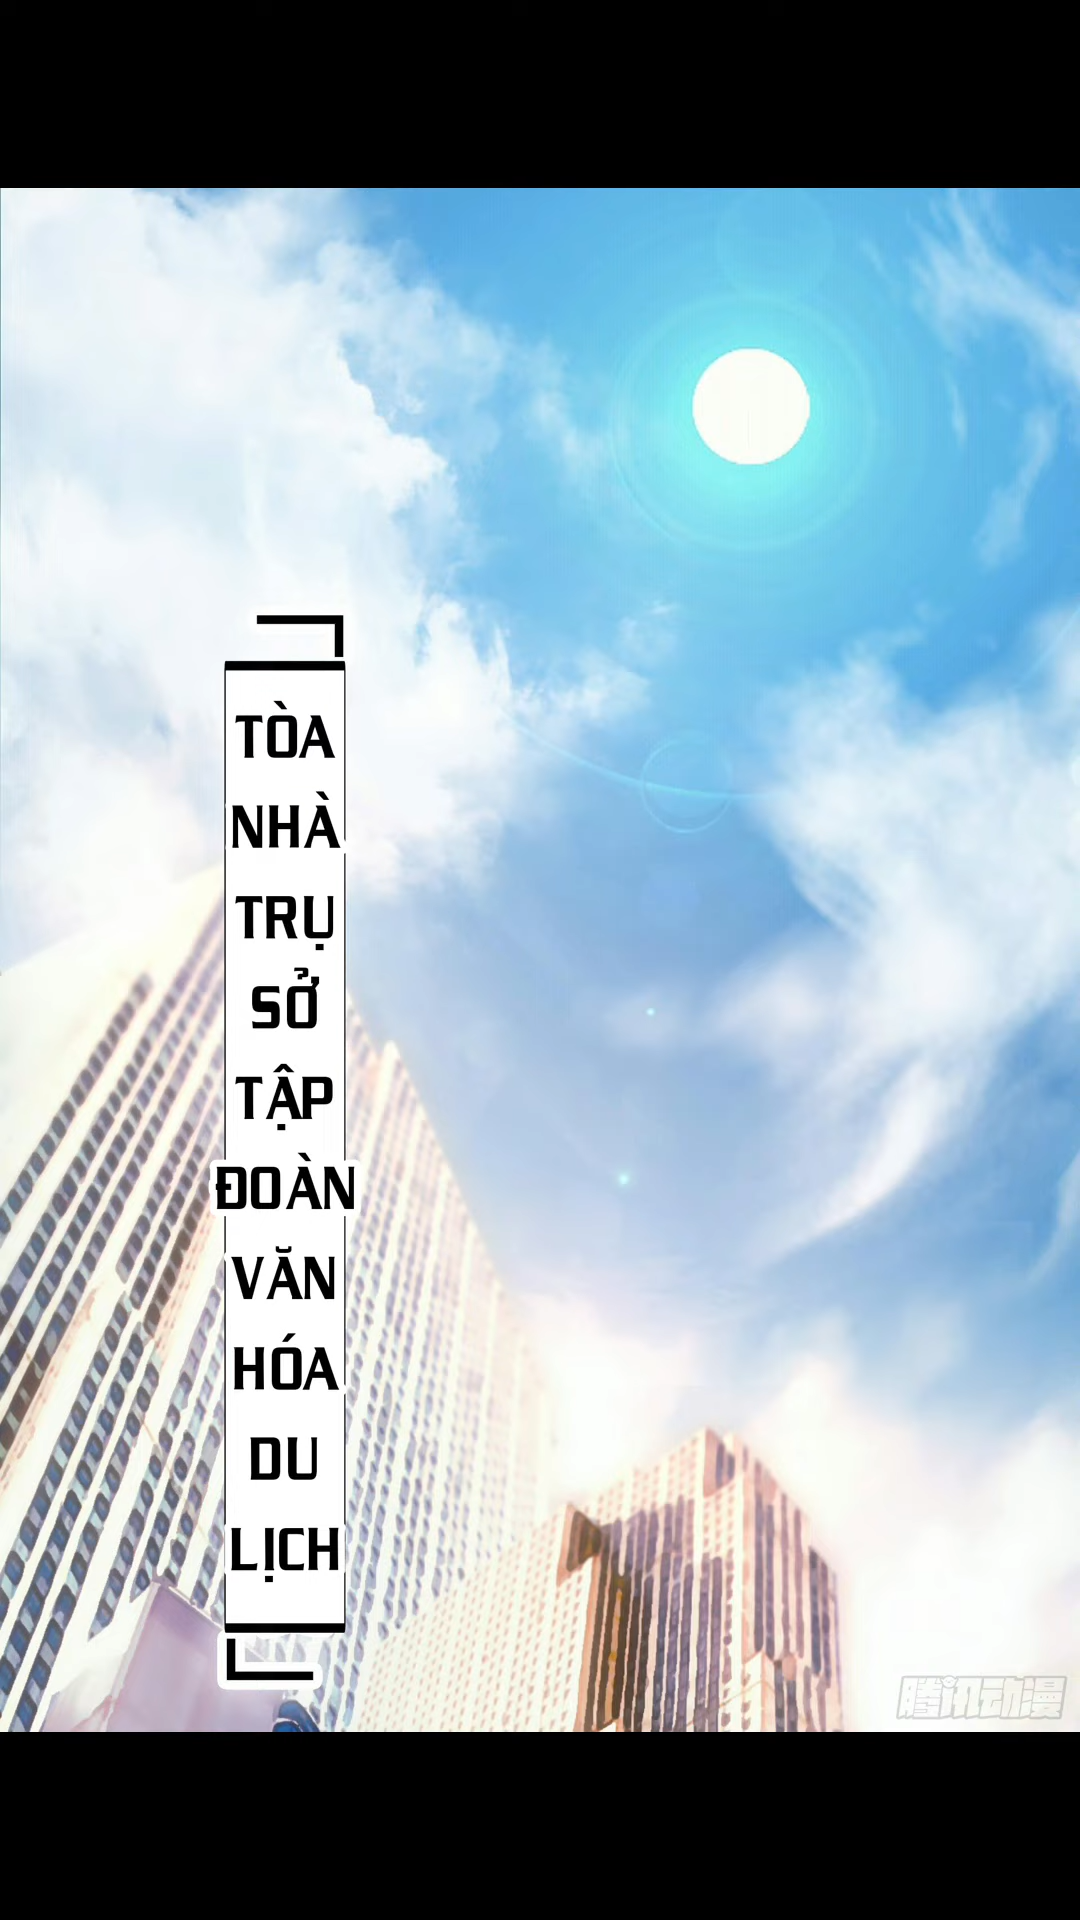 TÒA
NHÀ
TRỤ
SỞ
TẬP
ĐOÀN
VĂN
HÓA
DU
LỊCH
腾讯动漫